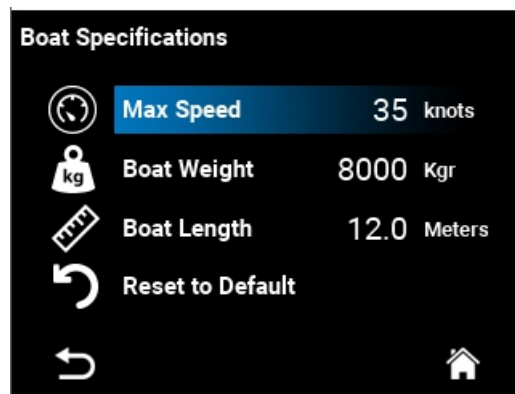 Boat Specifications
Max Speed 35 knots
kg Boat Weight 8000 Kgr
Boat Length 12.0 Meters
Reset to Default